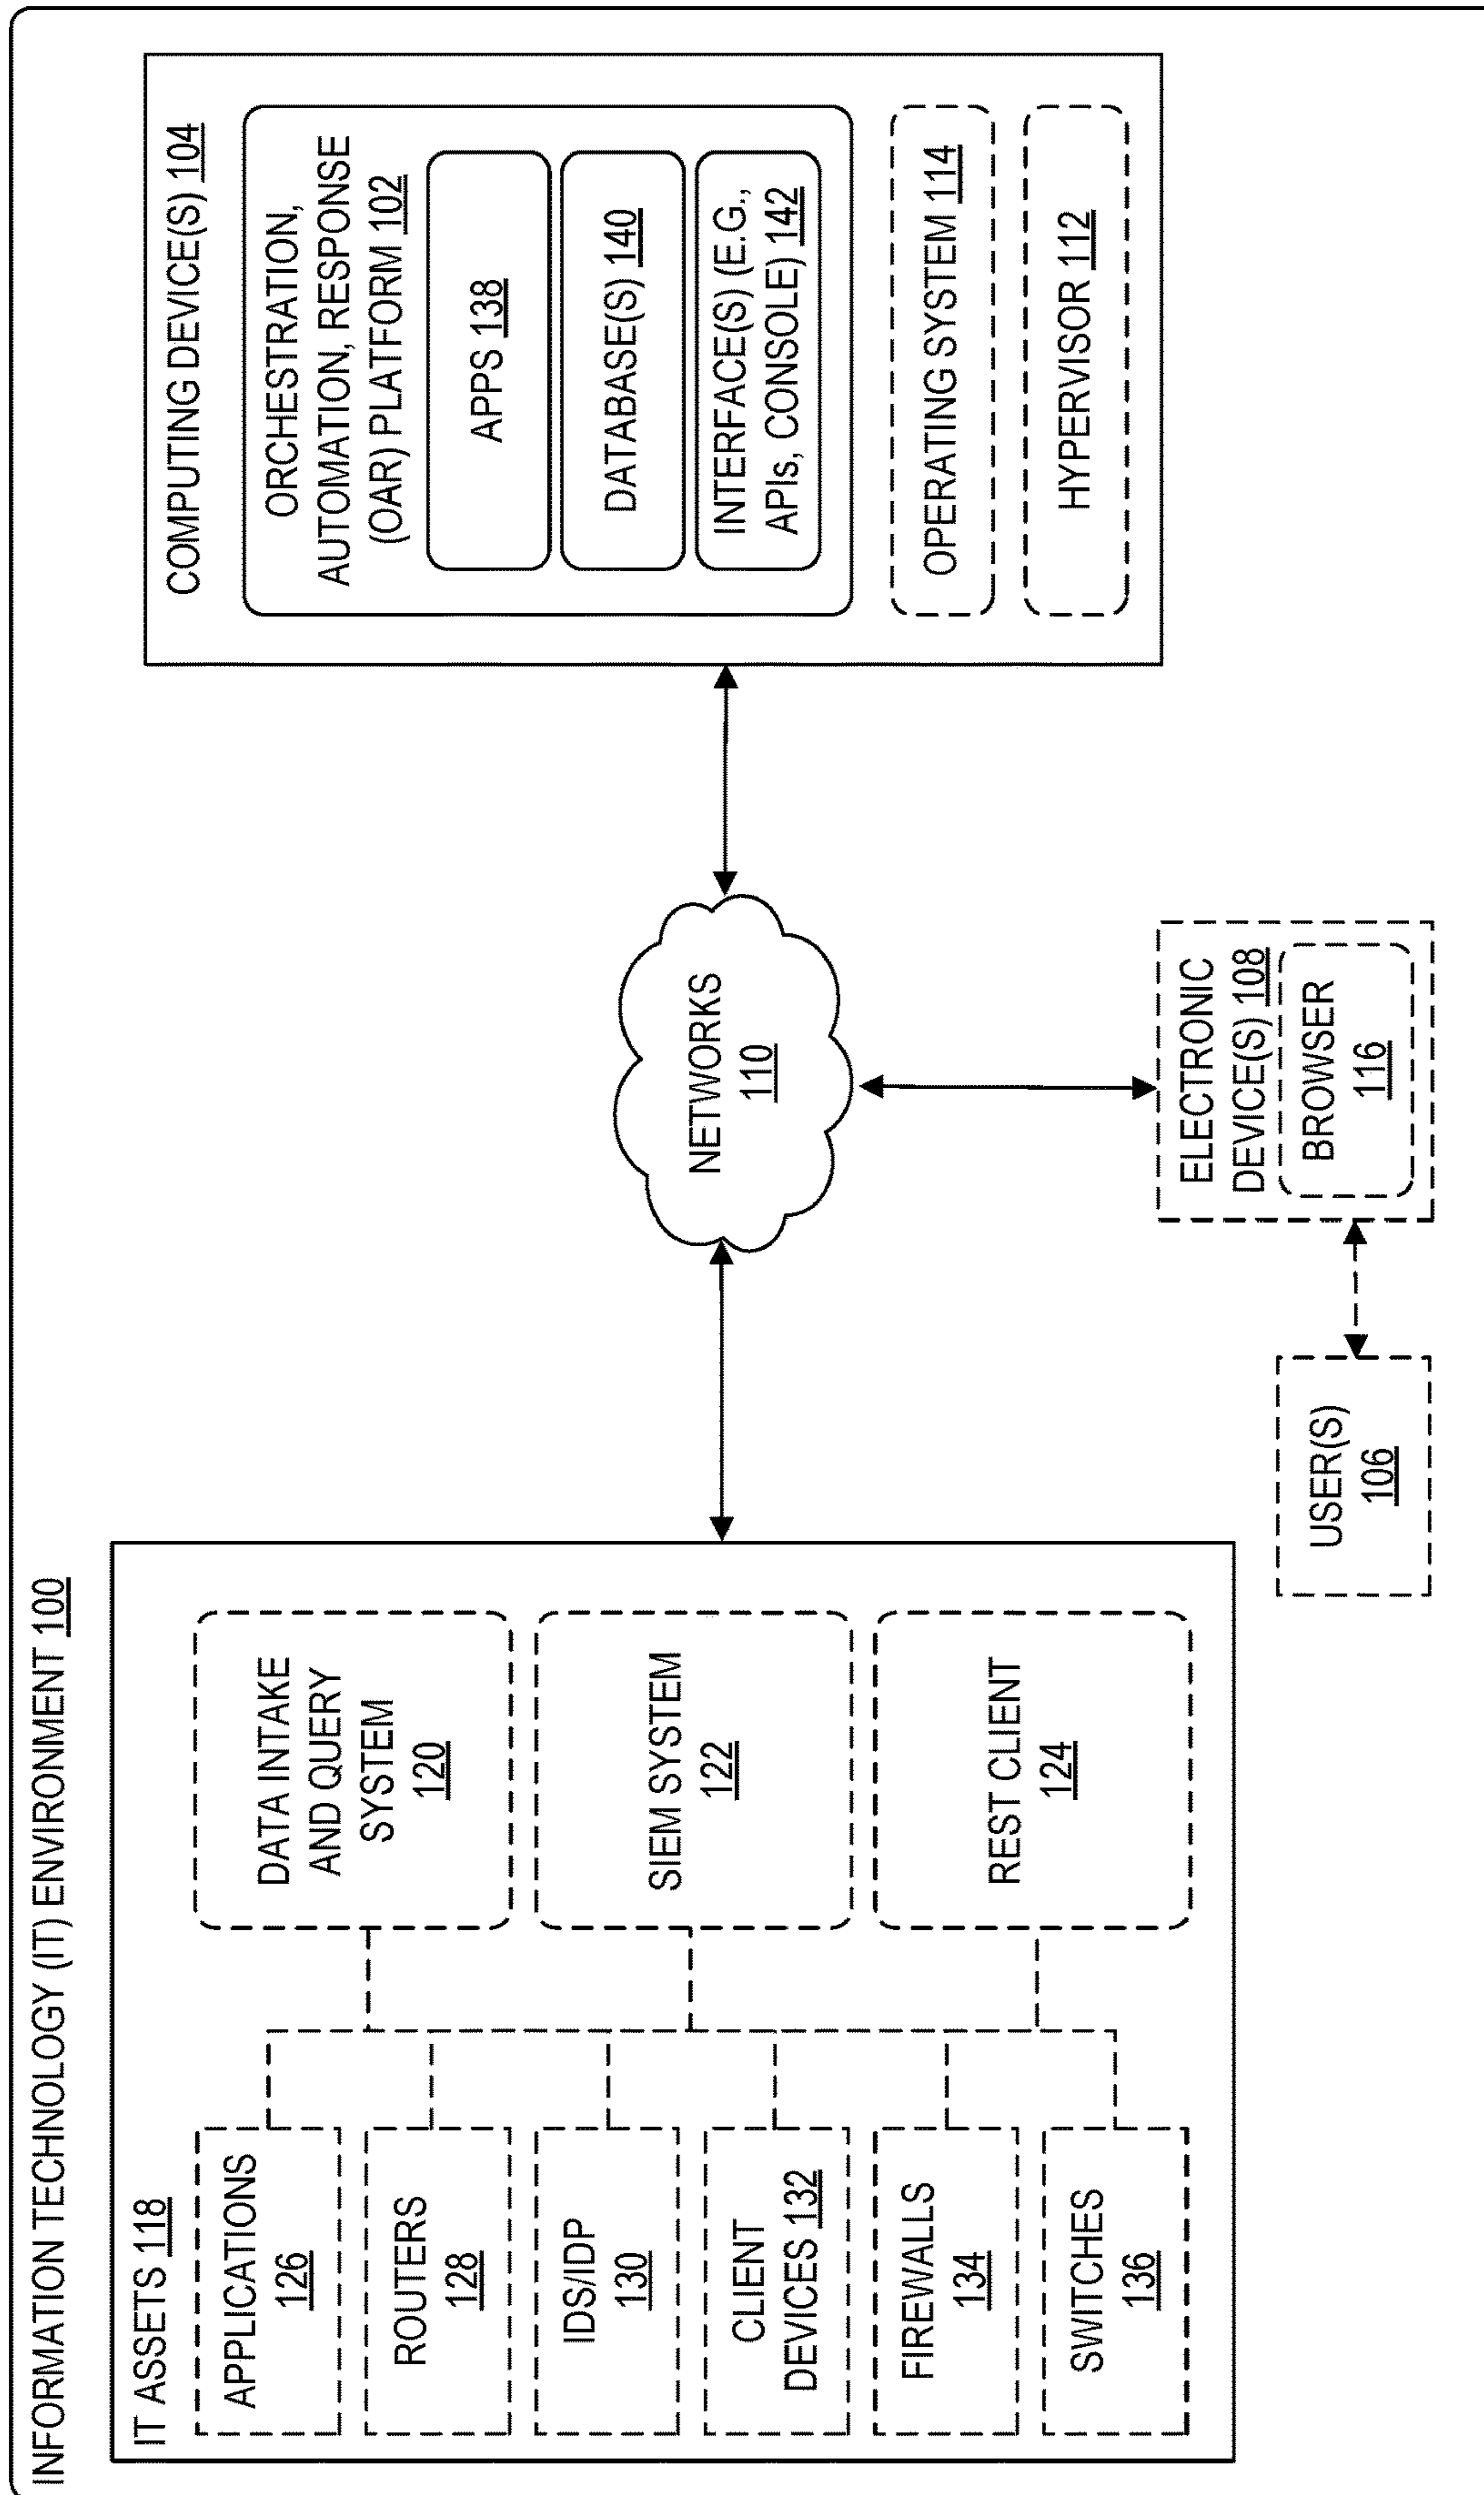 INFORMATION TECHNOLOGY (IT) ENVIRONMENT 100
IT ASSETS 118
APPLICATIONS
126
ROUTERS
128
IDS/IDP
130
CLIENT
DEVICES 132
FIREWALLS
134
SWITCHES
136
DATA INTAKE
AND QUERY
SYSTEM
120
SIEM SYSTEM
122
REST CLIENT
124
NETWORKS
110
USER(S)
106
ELECTRONIC
DEVICE(S) 108
BROWSER
116
COMPUTING DEVICE(S) 104
ORCHESTRATION,
AUTOMATION, RESPONSE
(OAR) PLATFORM 102
APPS 138
DATABASE(S) 140
INTERFACE(S) (E.G.,
APIs, CONSOLE) 142
OPERATING SYSTEM 114
HYPERVISOR 112